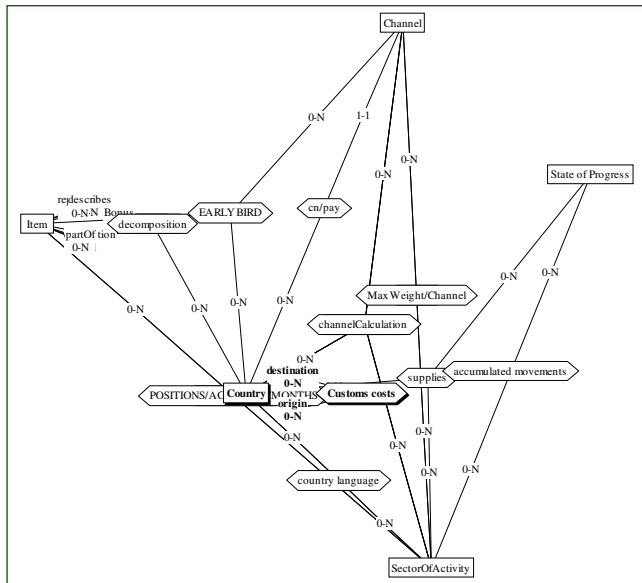 Channel
0-N
1-1
0-N
State of Progress
0-N
describes
0-N
Bonus
cn/pay
EARLY BIRD
Item
decomposition
partOf
0-N
0-N
0-N
0-N
0-N
0-N
Max Weight/Channel
0-N
0-N
channelCalculation
0-N
destination
accumulated movements
0-N
supplies
Country
Customs costs
origin
0-N
0-N
0-N
0-N
0-N
0-N
country language
0-N
0-N
SectorOfActivity